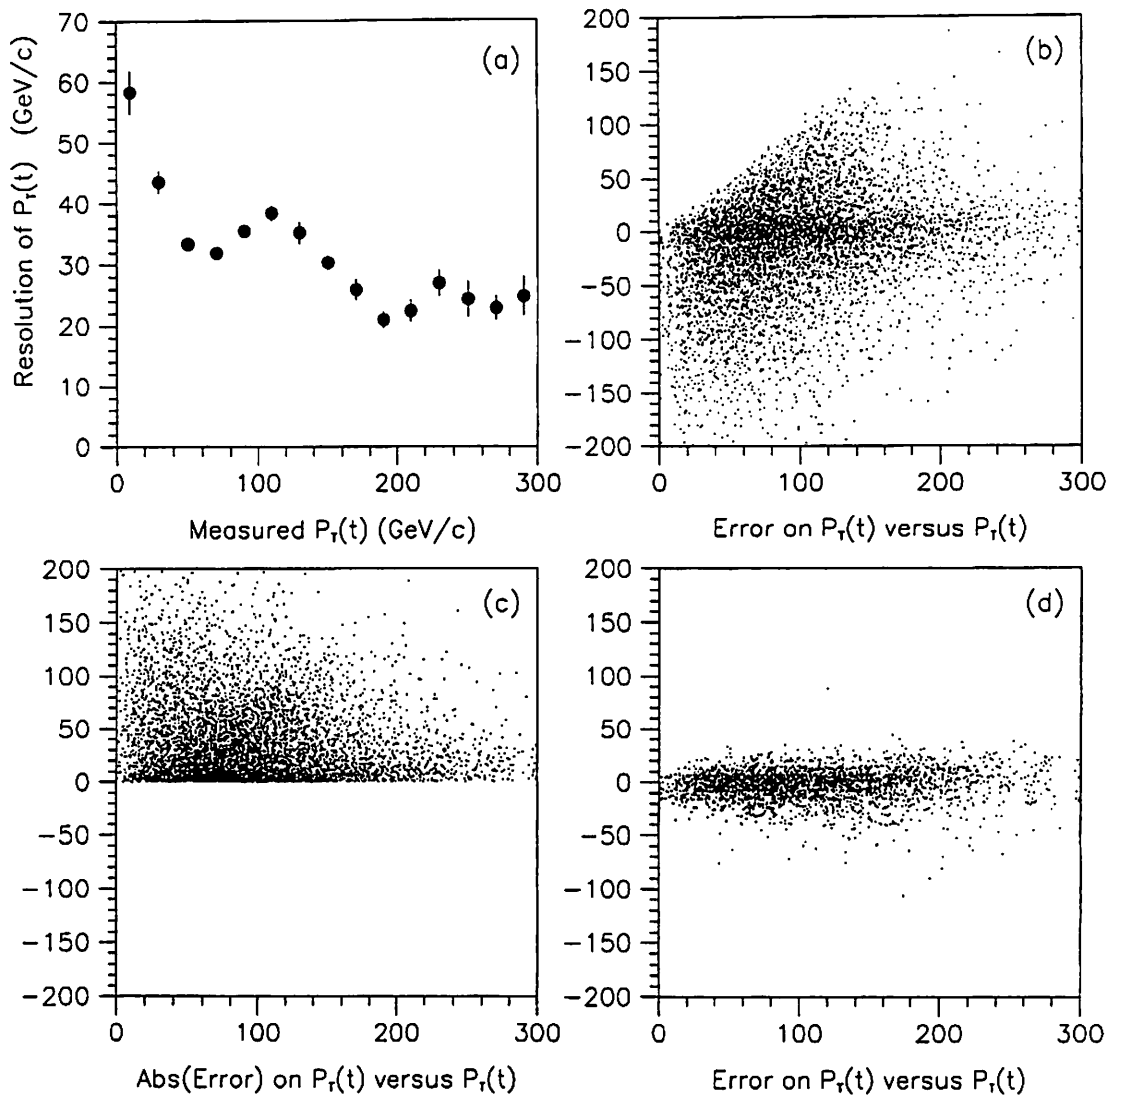 Resolution of P_T(t) (GeV/c)
70
60
50
40
30
20
10
0
(a)
0 100 200 300
Measured P_T(t) (GeV/c)
200
150
100
50
0
−50
−100
−150
−200
(b)
0 100 200 300
Error on P_T(t) versus P_T(t)
200
150
100
50
0
−50
−100
−150
−200
(c)
0 100 200 300
Abs(Error) on P_T(t) versus P_T(t)
200
150
100
50
0
−50
−100
−150
−200
(d)
0 100 200 300
Error on P_T(t) versus P_T(t)